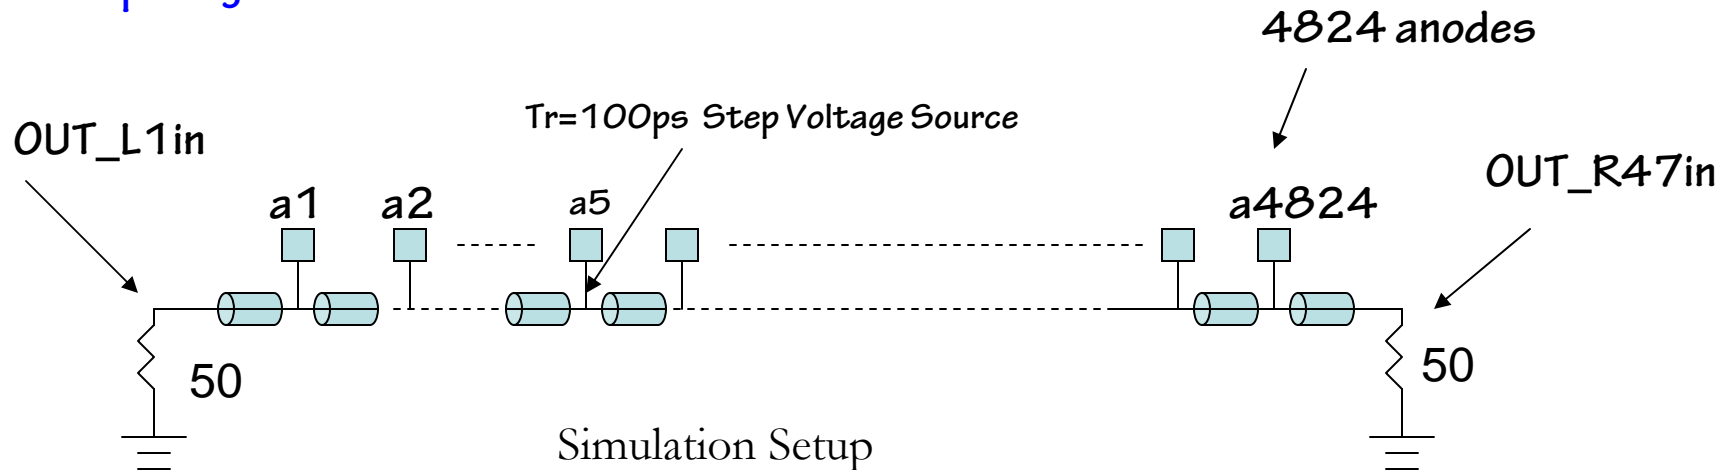 4824 anodes
Tr=100ps Step Voltage Source
OUT_L1in
OUT_R47in
a1
a2
a5
a4824
50
50
Simulation Setup